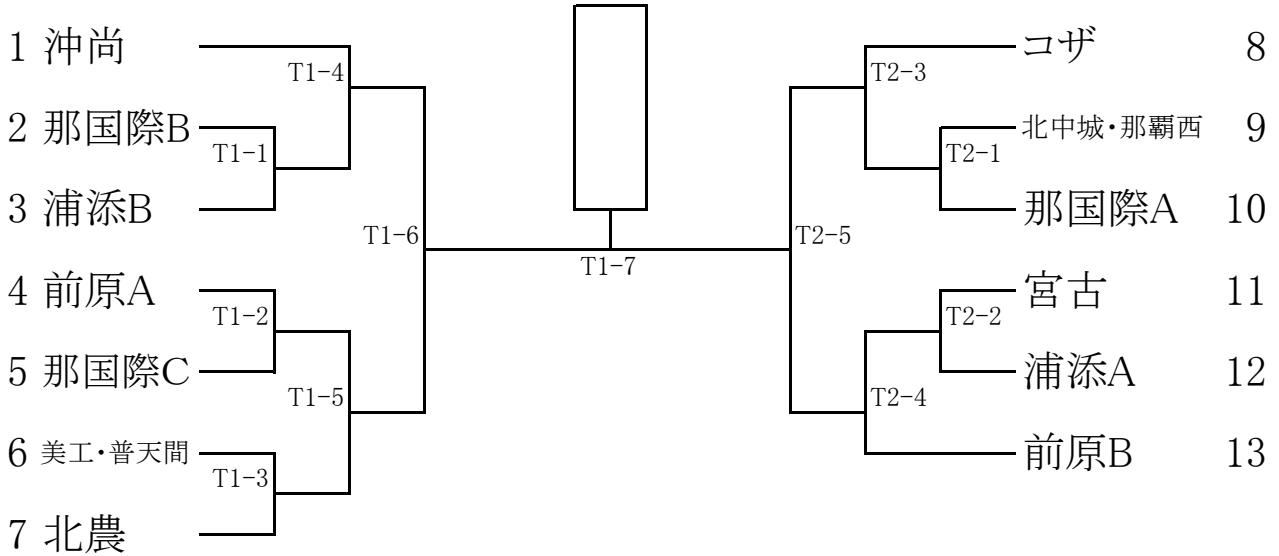 1 沖尚
T1-4
2 那国際B
T1-1
3 浦添B
T1-6
4 前原A
T1-2
5 那国際C
T1-5
6 美工・普天間
T1-3
7 北農
T1-7
コザ 8
T2-3
北中城・那覇西 9
T2-1
那国際A 10
T2-5
宮古 11
T2-2
浦添A 12
T2-4
前原B 13